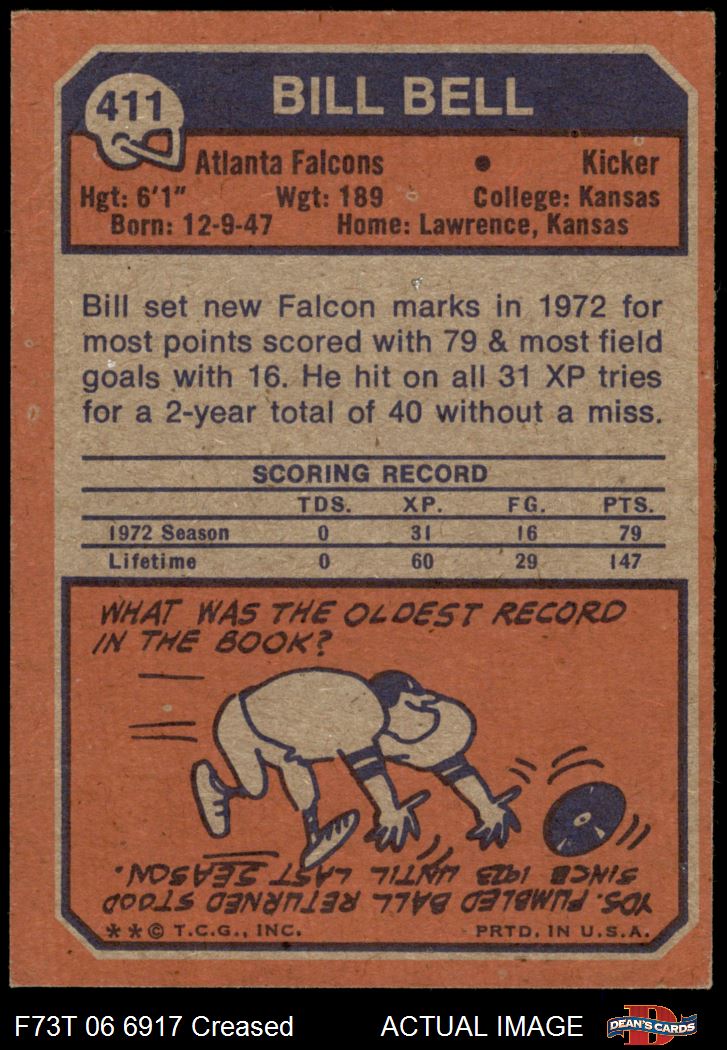 411
BILL BELL
Atlanta Falcons • Kicker
Hgt: 6'1" Wgt: 189 College: Kansas
Born: 12-9-47 Home: Lawrence, Kansas
Bill set new Falcon marks in 1972 for
most points scored with 79 & most field
goals with 16. He hit on all 31 XP tries
for a 2-year total of 40 without a miss.
SCORING RECORD
TDS. XP. FG. PTS.
1972 Season 0 31 16 79
Lifetime 0 60 29 147
WHAT WAS THE OLDEST RECORD
IN THE BOOK?
YDS. FUMBLED BALL RETURNED STOOD
SINCE 1923 UNTIL LAST SEASON.
**© T.C.G., INC. PRTD. IN U.S.A.
F73T 06 6917 Creased ACTUAL IMAGE
D
DEAN'S CARDS